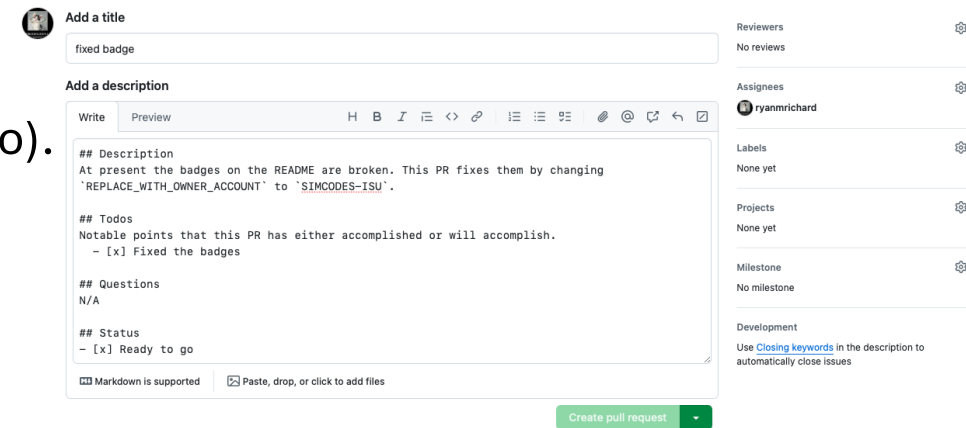 Add a title
fixed badge
Add a description
Write Preview
o).
## Description
At present the badges on the README are broken. This PR fixes them by changing
`REPLACE_WITH_OWNER_ACCOUNT` to `SIMCODES-ISU`.
## Todos
Notable points that this PR has either accomplished or will accomplish.
- [x] Fixed the badges
## Questions
N/A
## Status
- [x] Ready to go
Markdown is supported
Paste, drop, or click to add files
Create pull request
Reviewers
No reviews
Assignees
ryanmrichard
Labels
None yet
Projects
None yet
Milestone
No milestone
Development
Use Closing keywords in the description to
automatically close issues